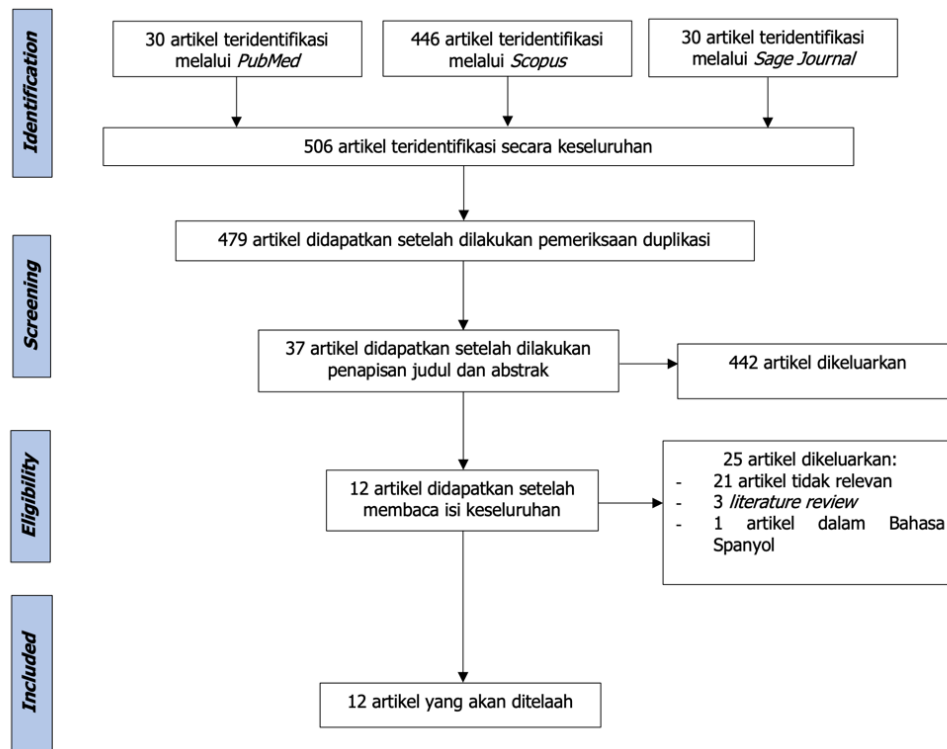 Identification
30 artikel teridentifikasi
melalui PubMed
446 artikel teridentifikasi
melalui Scopus
30 artikel teridentifikasi
melalui Sage Journal
506 artikel teridentifikasi secara keseluruhan
Screening
479 artikel didapatkan setelah dilakukan pemeriksaan duplikasi
37 artikel didapatkan setelah dilakukan
penapisan judul dan abstrak
442 artikel dikeluarkan
Eligibility
12 artikel didapatkan setelah
membaca isi keseluruhan
25 artikel dikeluarkan:
- 21 artikel tidak relevan
- 3 literature review
- 1 artikel dalam Bahasa
Spanyol
Included
12 artikel yang akan ditelaah